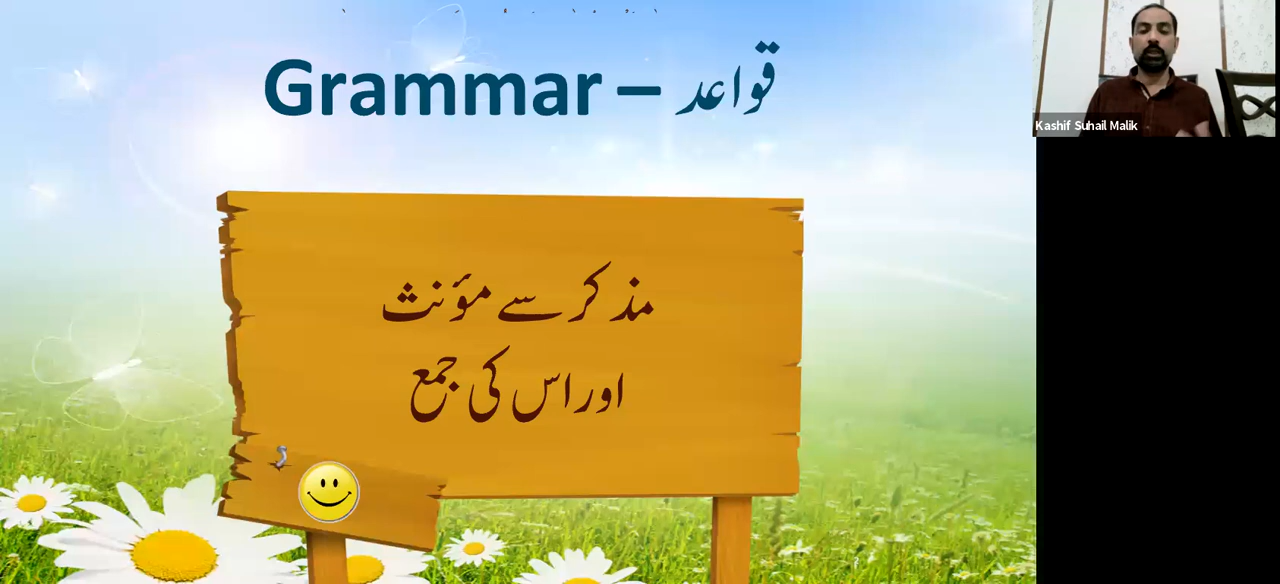 Grammar – قواعد
مذکر سے مؤنث
اور اس کی جمع
Kashif Suhail Malik